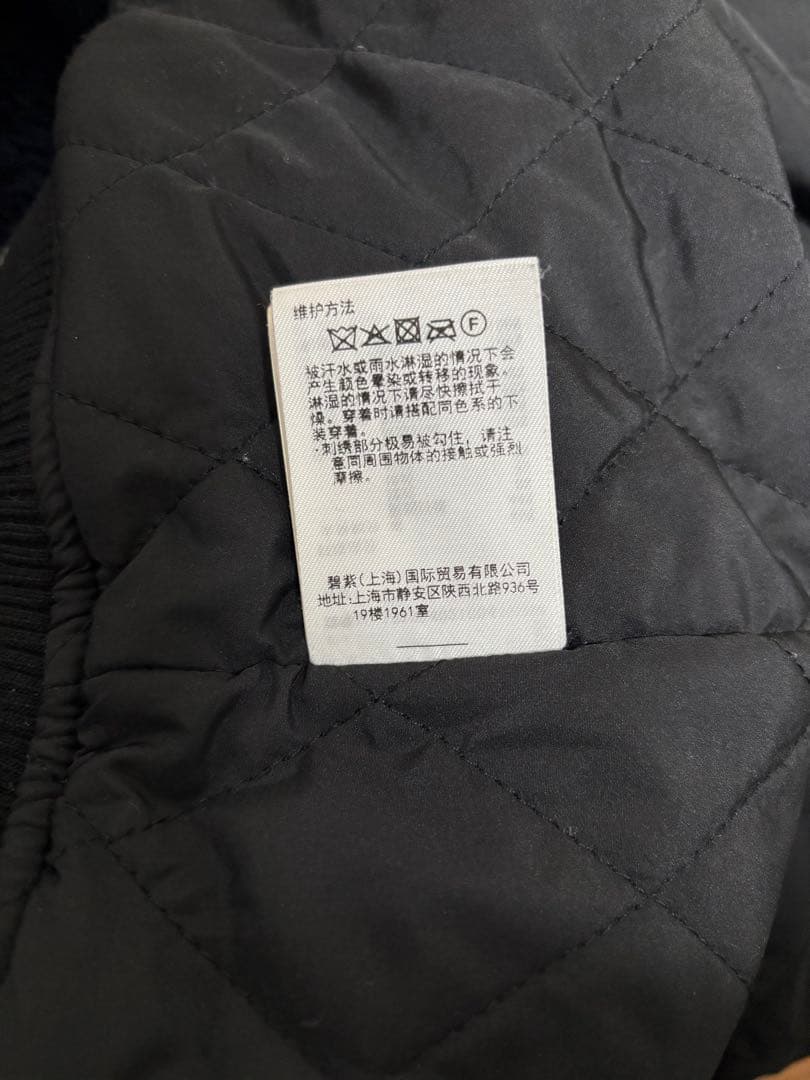 维护方法
F
被汗水或雨水淋湿的情况下会
产生颜色晕染或转移的现象。
淋湿的情况下请尽快擦拭干
燥。穿着时请搭配同色系的下
装穿着。
·刺绣部分极易被勾住，请注
意同周围物体的接触或强烈
摩擦。
碧紫(上海)国际贸易有限公司
地址:上海市静安区陕西北路936号
19楼1961室